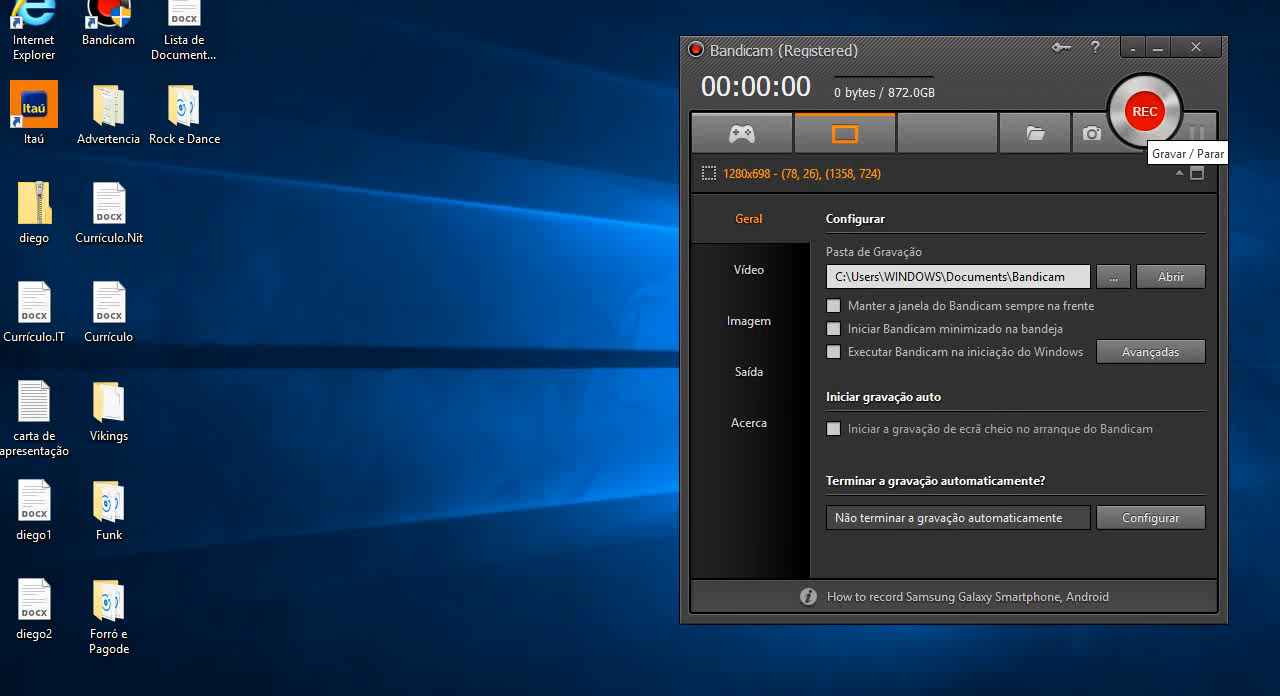 Internet
Explorer
Bandicam
Lista de
Document...
Itaú
Itaú
Advertencia
Rock e Dance
diego
DOCX
Currículo.Nit
DOCX
Currículo.IT
DOCX
Currículo
carta de
apresentação
Vikings
DOCX
diego1
Funk
DOCX
diego2
Forró e
Pagode
DOCX
Bandicam (Registered)
?
00:00:00
0 bytes / 872.0GB
REC
Gravar / Parar
1280x698 - (78, 26), (1358, 724)
Geral
Vídeo
Imagem
Saída
Acerca
Configurar
Pasta de Gravação
C:\Users\WINDOWS\Documents\Bandicam
...
Abrir
Manter a janela do Bandicam sempre na frente
Iniciar Bandicam minimizado na bandeja
Executar Bandicam na iniciação do Windows
Avançadas
Iniciar gravação auto
Iniciar a gravação de ecrã cheio no arranque do Bandicam
Terminar a gravação automaticamente?
Não terminar a gravação automaticamente
Configurar
How to record Samsung Galaxy Smartphone, Android